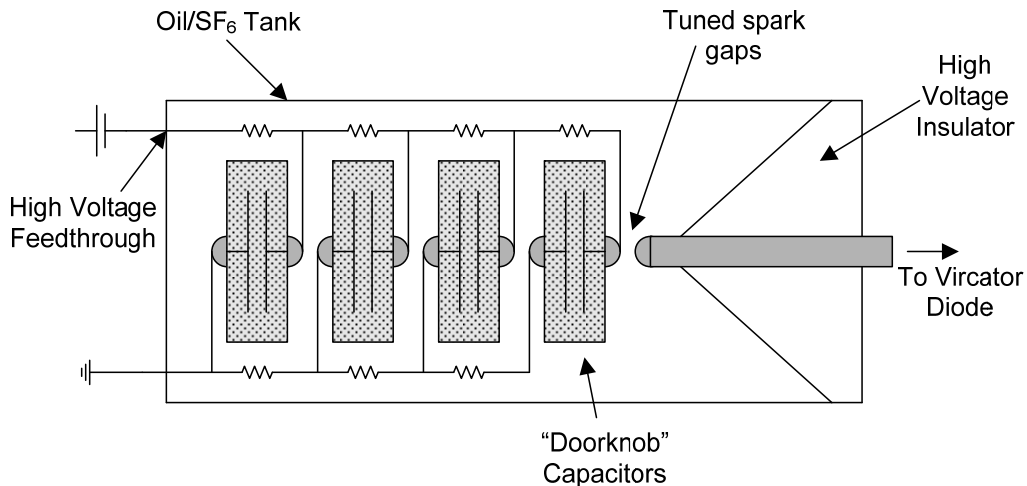 Oil/SF₆ Tank
Tuned spark
gaps
High
Voltage
Insulator
High Voltage
Feedthrough
To Vircator
Diode
“Doorknob”
Capacitors